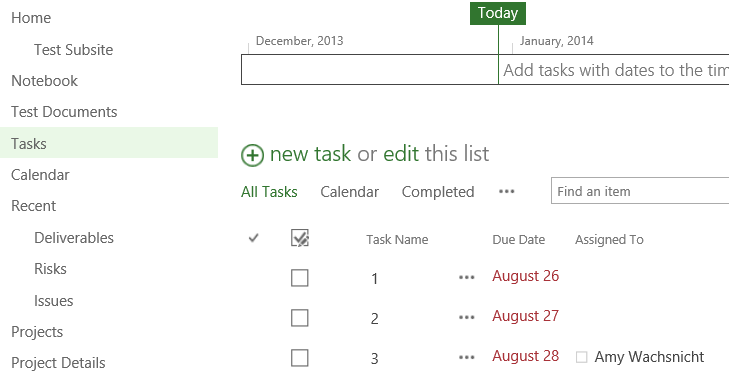 Home
Test Subsite
Notebook
Test Documents
Tasks
Calendar
Recent
Deliverables
Risks
Issues
Projects
Project Details
Today
December, 2013
January, 2014
Add tasks with dates to the tim
new task or edit this list
All Tasks Calendar Completed ••• Find an item
Task Name Due Date Assigned To
1 ••• August 26
2 ••• August 27
3 ••• August 28 Amy Wachsnicht